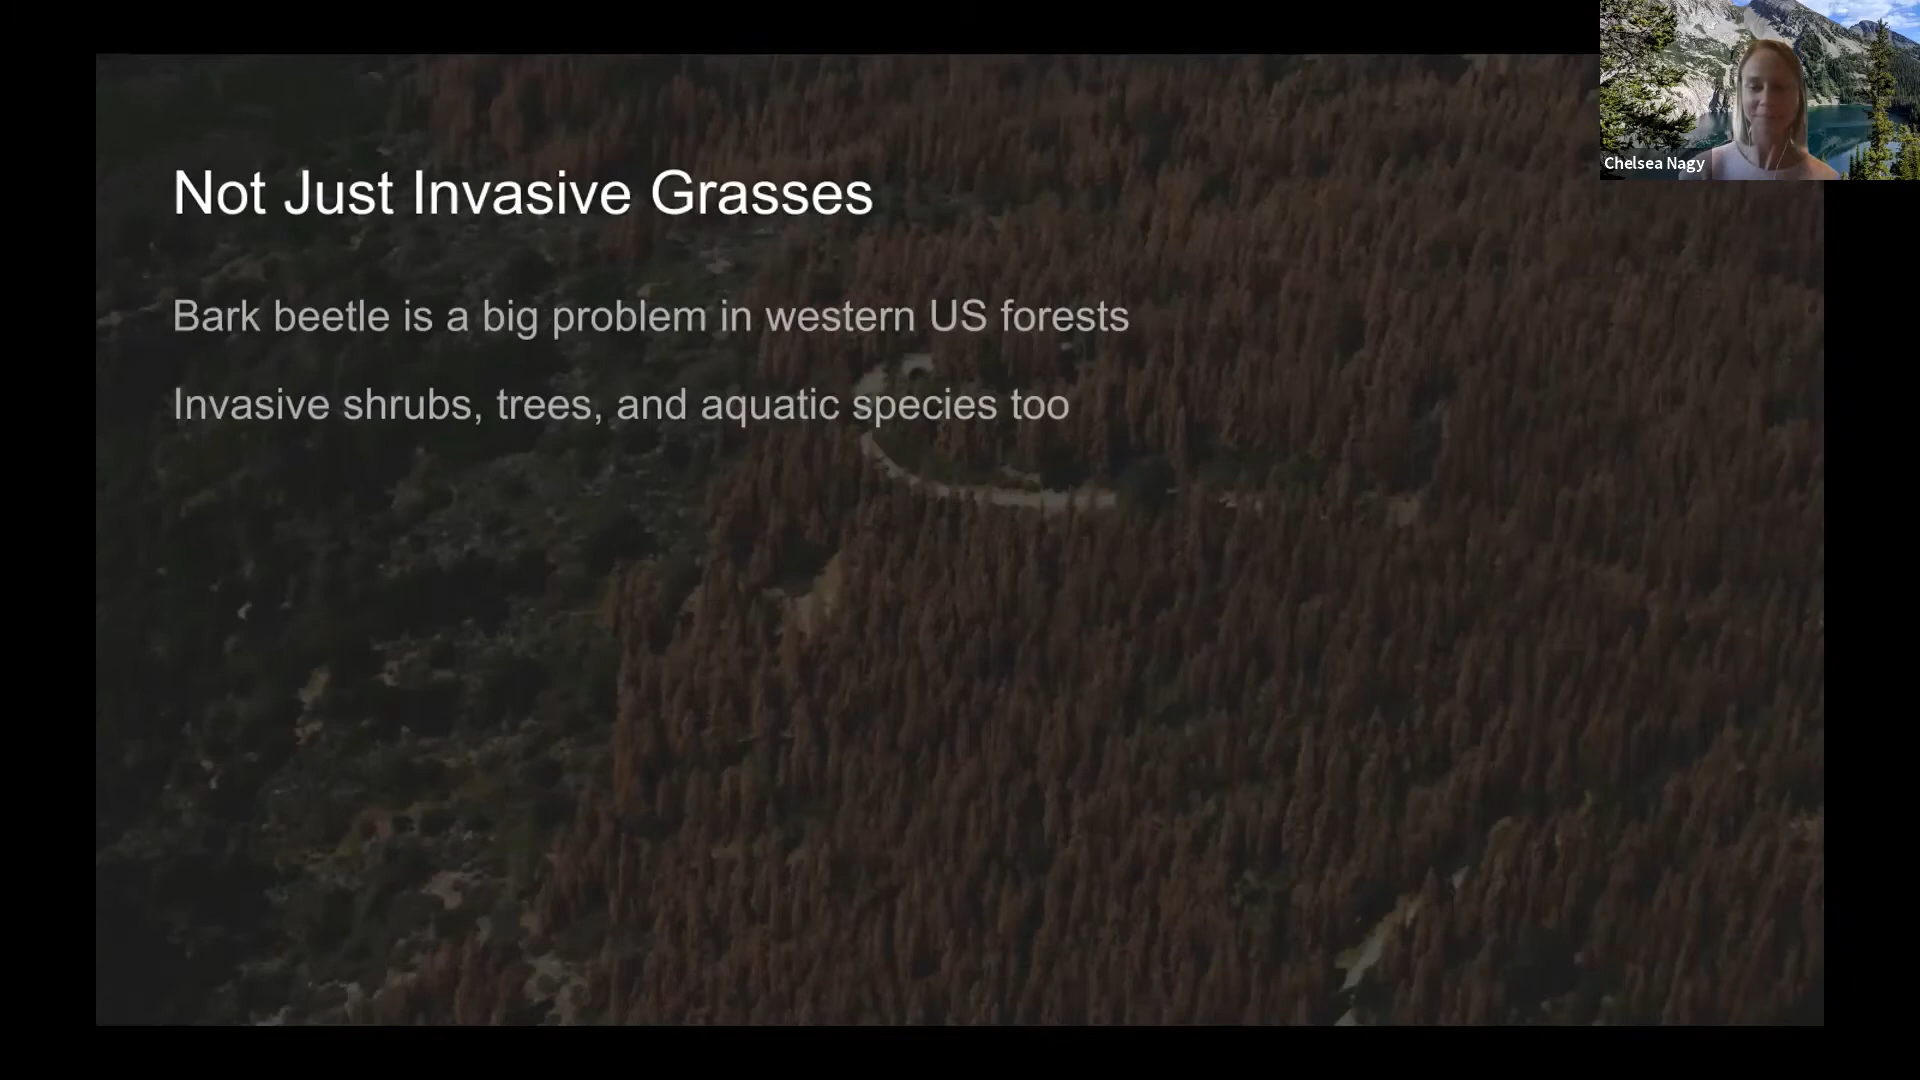 Not Just Invasive Grasses
Bark beetle is a big problem in western US forests
Invasive shrubs, trees, and aquatic species too
Chelsea Nagy